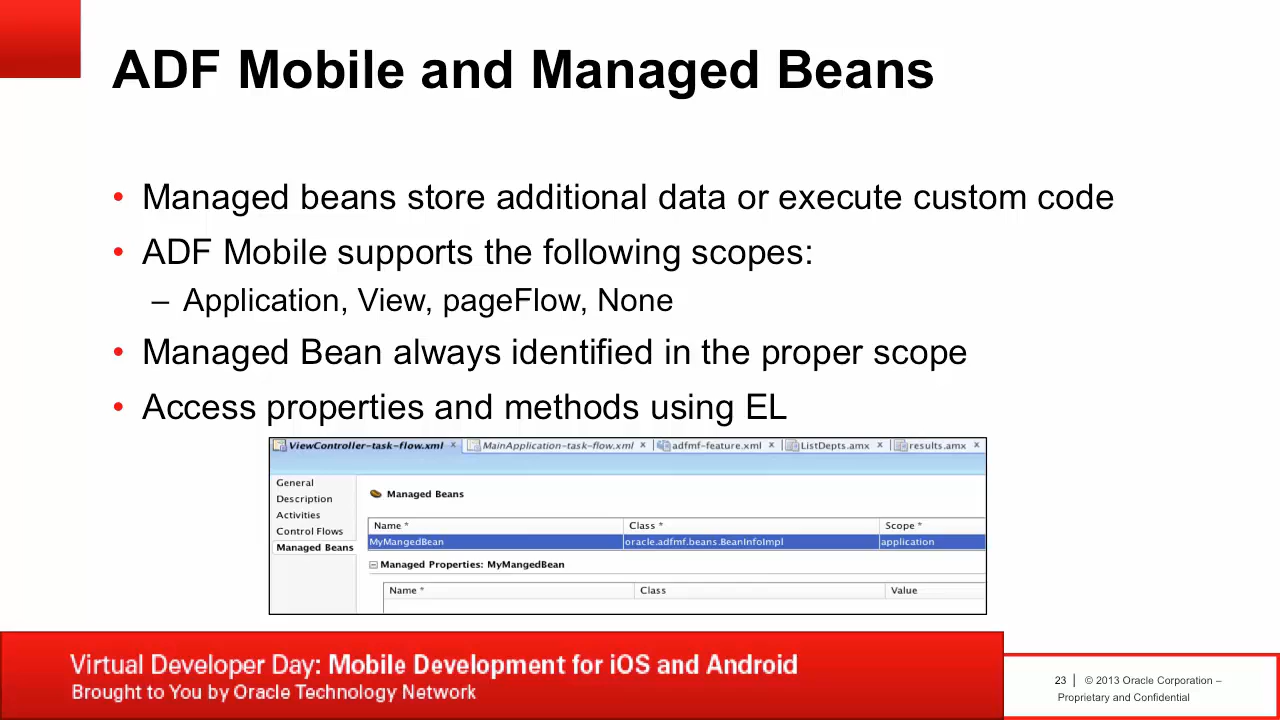 ADF Mobile and Managed Beans
• Managed beans store additional data or execute custom code
• ADF Mobile supports the following scopes:
– Application, View, pageFlow, None
• Managed Bean always identified in the proper scope
• Access properties and methods using EL
ViewController-task-flow.xml MainApplication-task-flow.xml adfmf-feature.xml ListDepts.amx results.amx
General
Description
Activities
Control Flows
Managed Beans
Managed Beans
Name * Class * Scope *
MyMangedBean oracle.adfmf.beans.BeanInfoImpl application
Managed Properties: MyMangedBean
Name * Class Value
Virtual Developer Day: Mobile Development for iOS and Android
Brought to You by Oracle Technology Network
23 | © 2013 Oracle Corporation –
Proprietary and Confidential